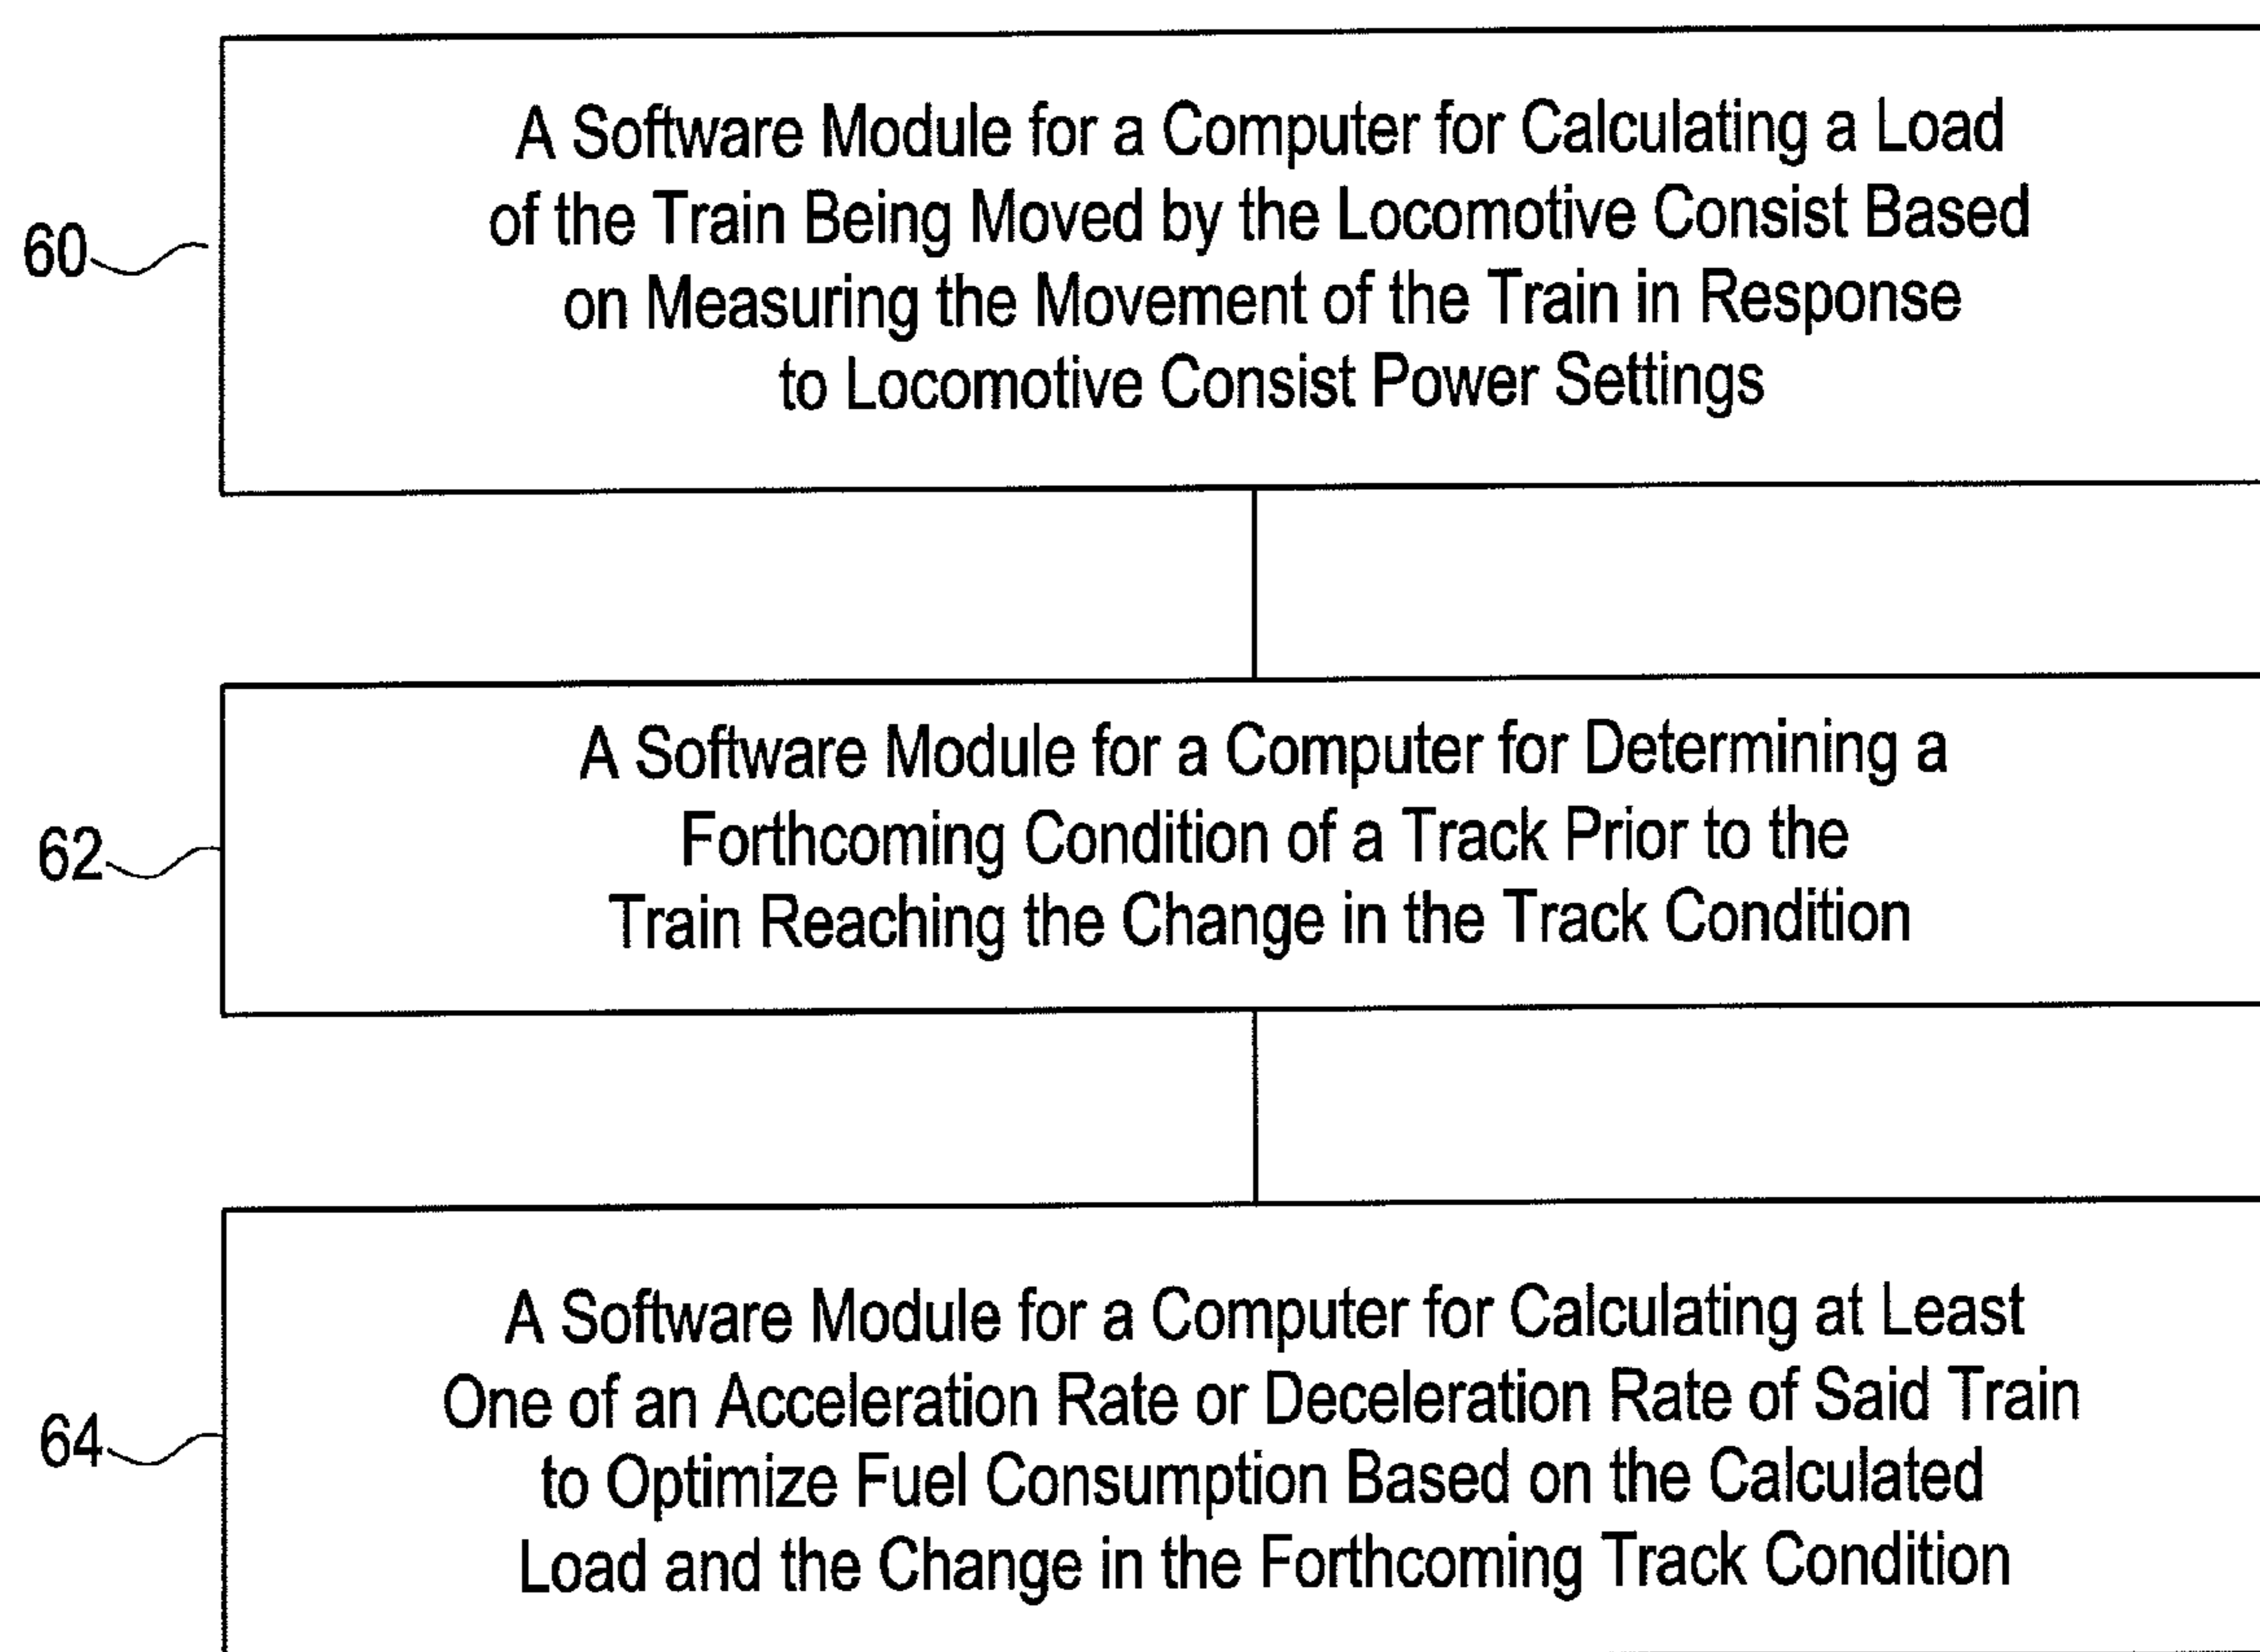 A Software Module for a Computer for Calculating a Load
of the Train Being Moved by the Locomotive Consist Based
on Measuring the Movement of the Train in Response
to Locomotive Consist Power Settings
60
A Software Module for a Computer for Determining a
Forthcoming Condition of a Track Prior to the
Train Reaching the Change in the Track Condition
62
A Software Module for a Computer for Calculating at Least
One of an Acceleration Rate or Deceleration Rate of Said Train
to Optimize Fuel Consumption Based on the Calculated
Load and the Change in the Forthcoming Track Condition
64